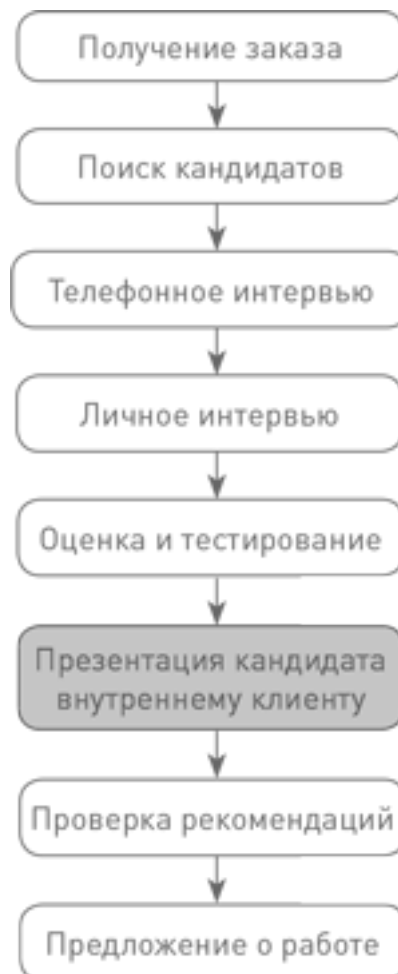 Получение заказа
Поиск кандидатов
Телефонное интервью
Личное интервью
Оценка и тестирование
Презентация кандидата
внутреннему клиенту
Проверка рекомендаций
Предложение о работе